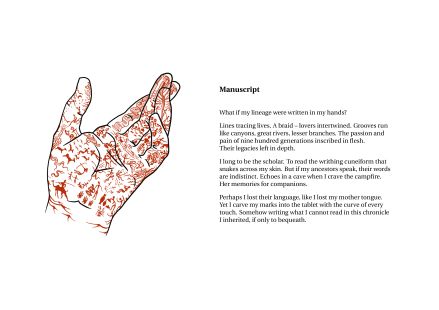 Manuscript
What if my lineage were written in my hands?
Lines tracing lives. A braid – lovers intertwined. Grooves run
like canyons, great rivers, lesser branches. The passion and
pain of nine hundred generations inscribed in flesh.
Their legacies left in depth.
I long to be the scholar. To read the writhing cuneiform that
snakes across my skin. But if my ancestors speak, their words
are indistinct. Echoes in a cave when I crave the campfire.
Her memories for companions.
Perhaps I lost their language, like I lost my mother tongue.
Yet I carve my marks into the tablet with the curve of every
touch. Somehow writing what I cannot read in this chronicle
I inherited, if only to bequeath.